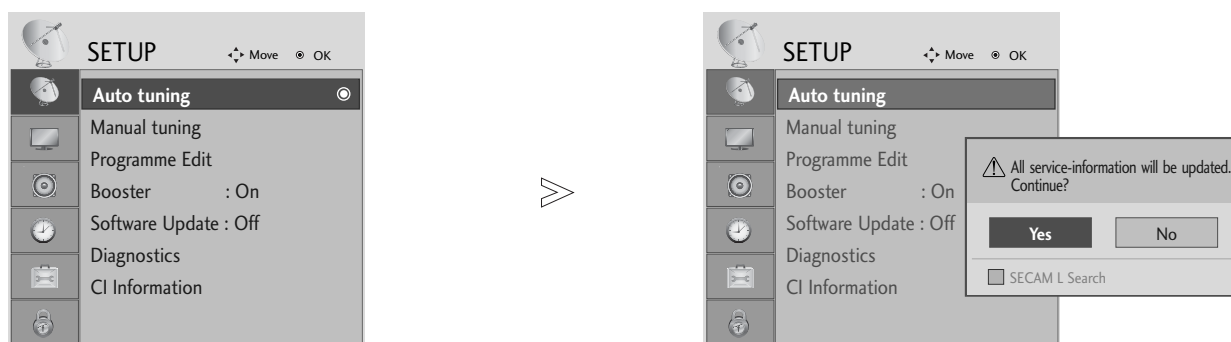 SETUP Move OK
Auto tuning
Manual tuning
Programme Edit
Booster : On
Software Update : Off
Diagnostics
CI Information
SETUP Move OK
Auto tuning
Manual tuning
Programme Edit
Booster : On
Software Update : Off
Diagnostics
CI Information
All service-information will be updated.
Continue?
Yes No
SECAM L Search